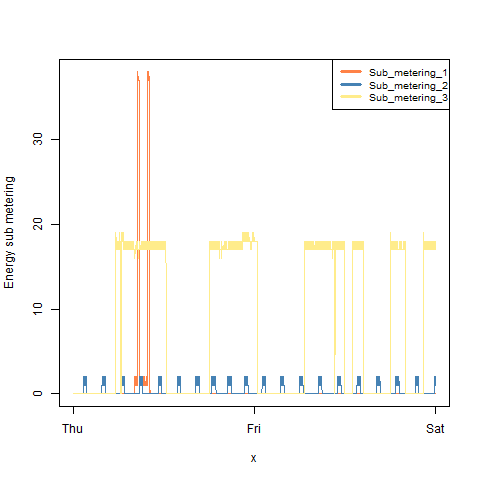 Sub_metering_1
Sub_metering_2
Sub_metering_3
Energy sub metering
30
20
10
0
Thu
Fri
Sat
x